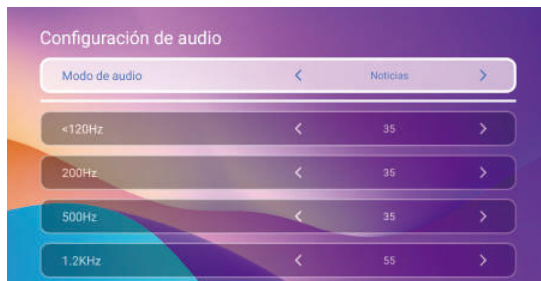 Configuración de audio
Modo de audio < Noticias >
<120Hz < 35 >
200Hz < 35 >
500Hz < 35 >
1.2KHz < 55 >